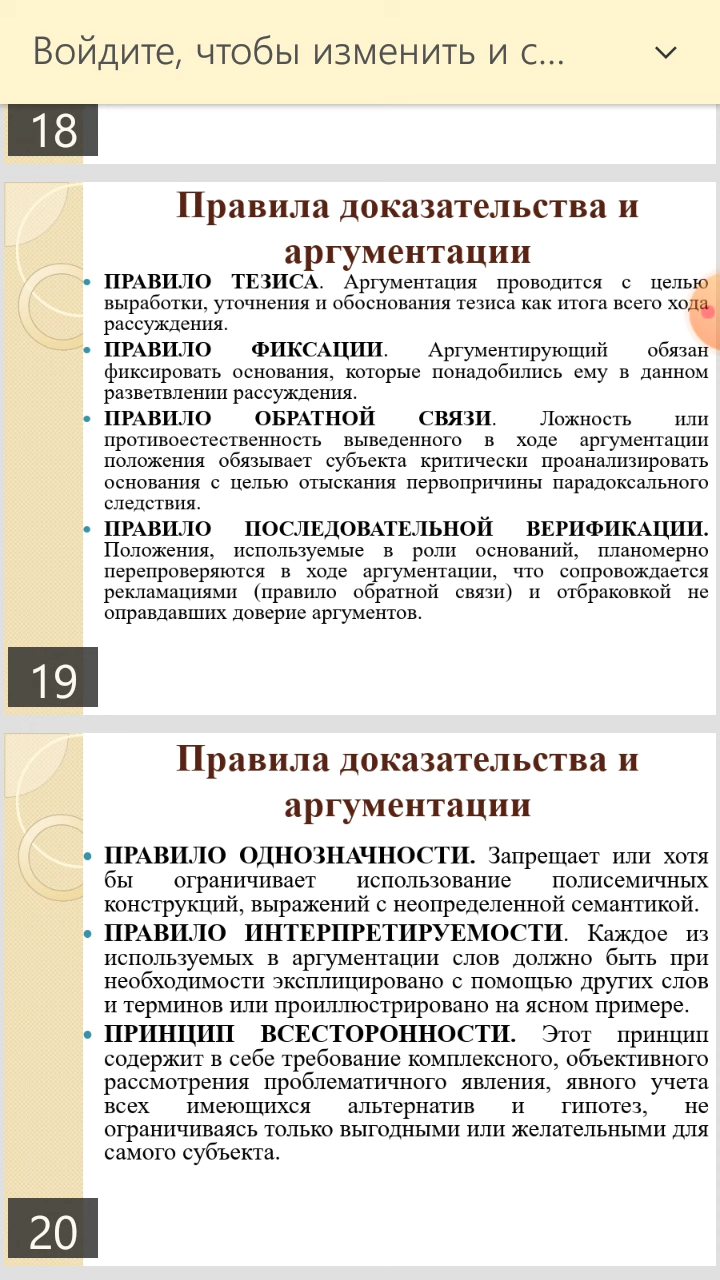 Войдите, чтобы изменить и с...
18
Правила доказательства и
аргументации
• ПРАВИЛО ТЕЗИСА. Аргументация проводится с целью
выработки, уточнения и обоснования тезиса как итога всего хода
рассуждения.
• ПРАВИЛО ФИКСАЦИИ. Аргументирующий обязан
фиксировать основания, которые понадобились ему в данном
разветвлении рассуждения.
• ПРАВИЛО ОБРАТНОЙ СВЯЗИ. Ложность или
противоестественность выведенного в ходе аргументации
положения обязывает субъекта критически проанализировать
основания с целью отыскания первопричины парадоксального
следствия.
• ПРАВИЛО ПОСЛЕДОВАТЕЛЬНОЙ ВЕРИФИКАЦИИ.
Положения, используемые в роли оснований, планомерно
перепроверяются в ходе аргументации, что сопровождается
рекламациями (правило обратной связи) и отбраковкой не
оправдавших доверие аргументов.
19
Правила доказательства и
аргументации
• ПРАВИЛО ОДНОЗНАЧНОСТИ. Запрещает или хотя
бы ограничивает использование полисемичных
конструкций, выражений с неопределенной семантикой.
• ПРАВИЛО ИНТЕРПРЕТИРУЕМОСТИ. Каждое из
используемых в аргументации слов должно быть при
необходимости эксплицировано с помощью других слов
и терминов или проиллюстрировано на ясном примере.
• ПРИНЦИП ВСЕСТОРОННОСТИ. Этот принцип
содержит в себе требование комплексного, объективного
рассмотрения проблематичного явления, явного учета
всех имеющихся альтернатив и гипотез, не
ограничиваясь только выгодными или желательными для
самого субъекта.
20